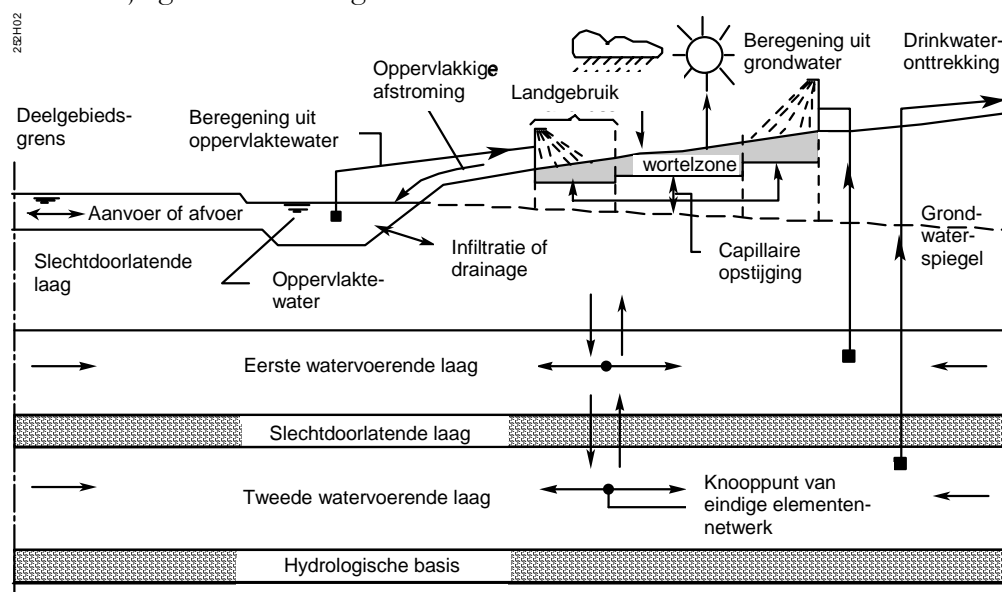 252H02
Deelgebieds-
grens
Beregening uit
oppervlaktewater
Oppervlakkige
afstroming
Landgebruik
Beregening uit
grondwater
Drinkwater-
onttrekking
wortelzone
Aanvoer of afvoer
Slechtdoorlatende
laag
Oppervlakte-
water
Infiltratie of
drainage
Capillaire
opstijging
Grond-
water-
spiegel
Eerste watervoerende laag
Slechtdoorlatende laag
Tweede watervoerende laag
Knooppunt van
eindige elementen-
netwerk
Hydrologische basis